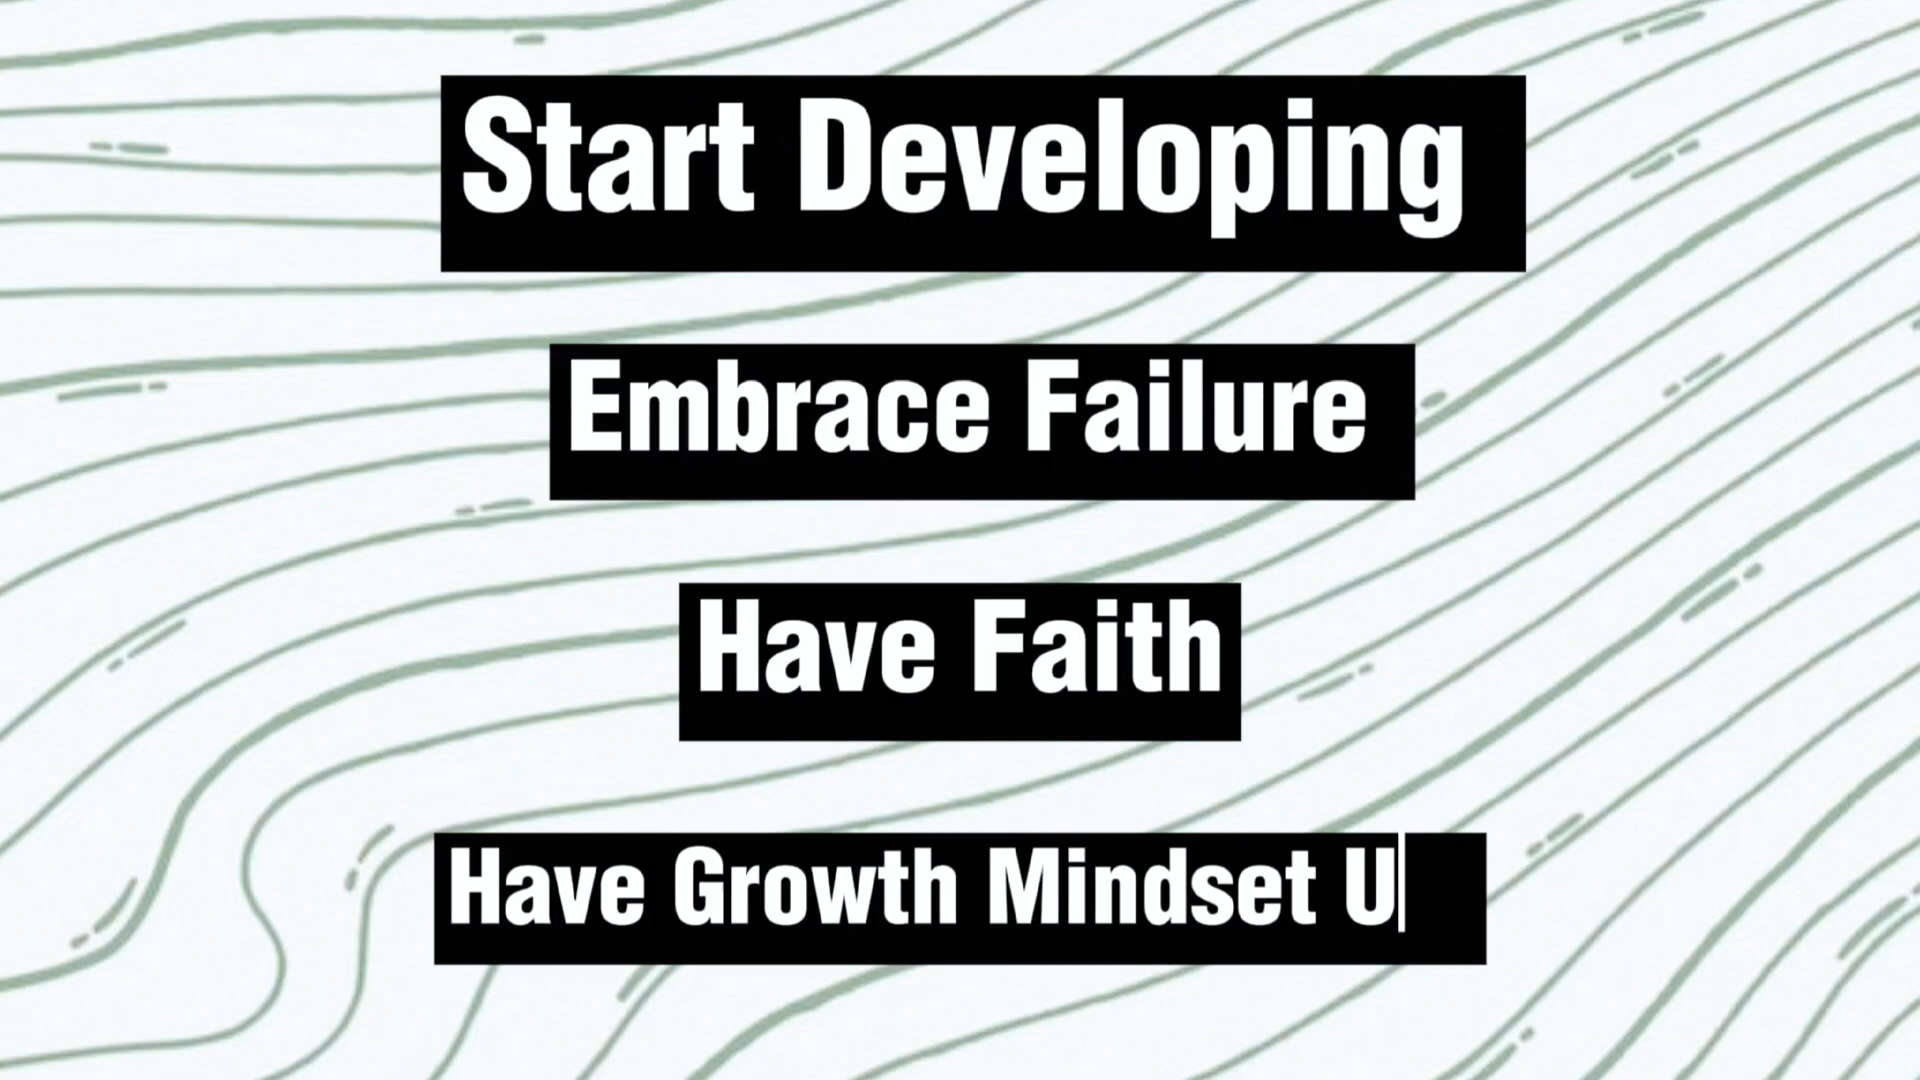 Start Developing
Embrace Failure
Have Faith
Have Growth Mindset U